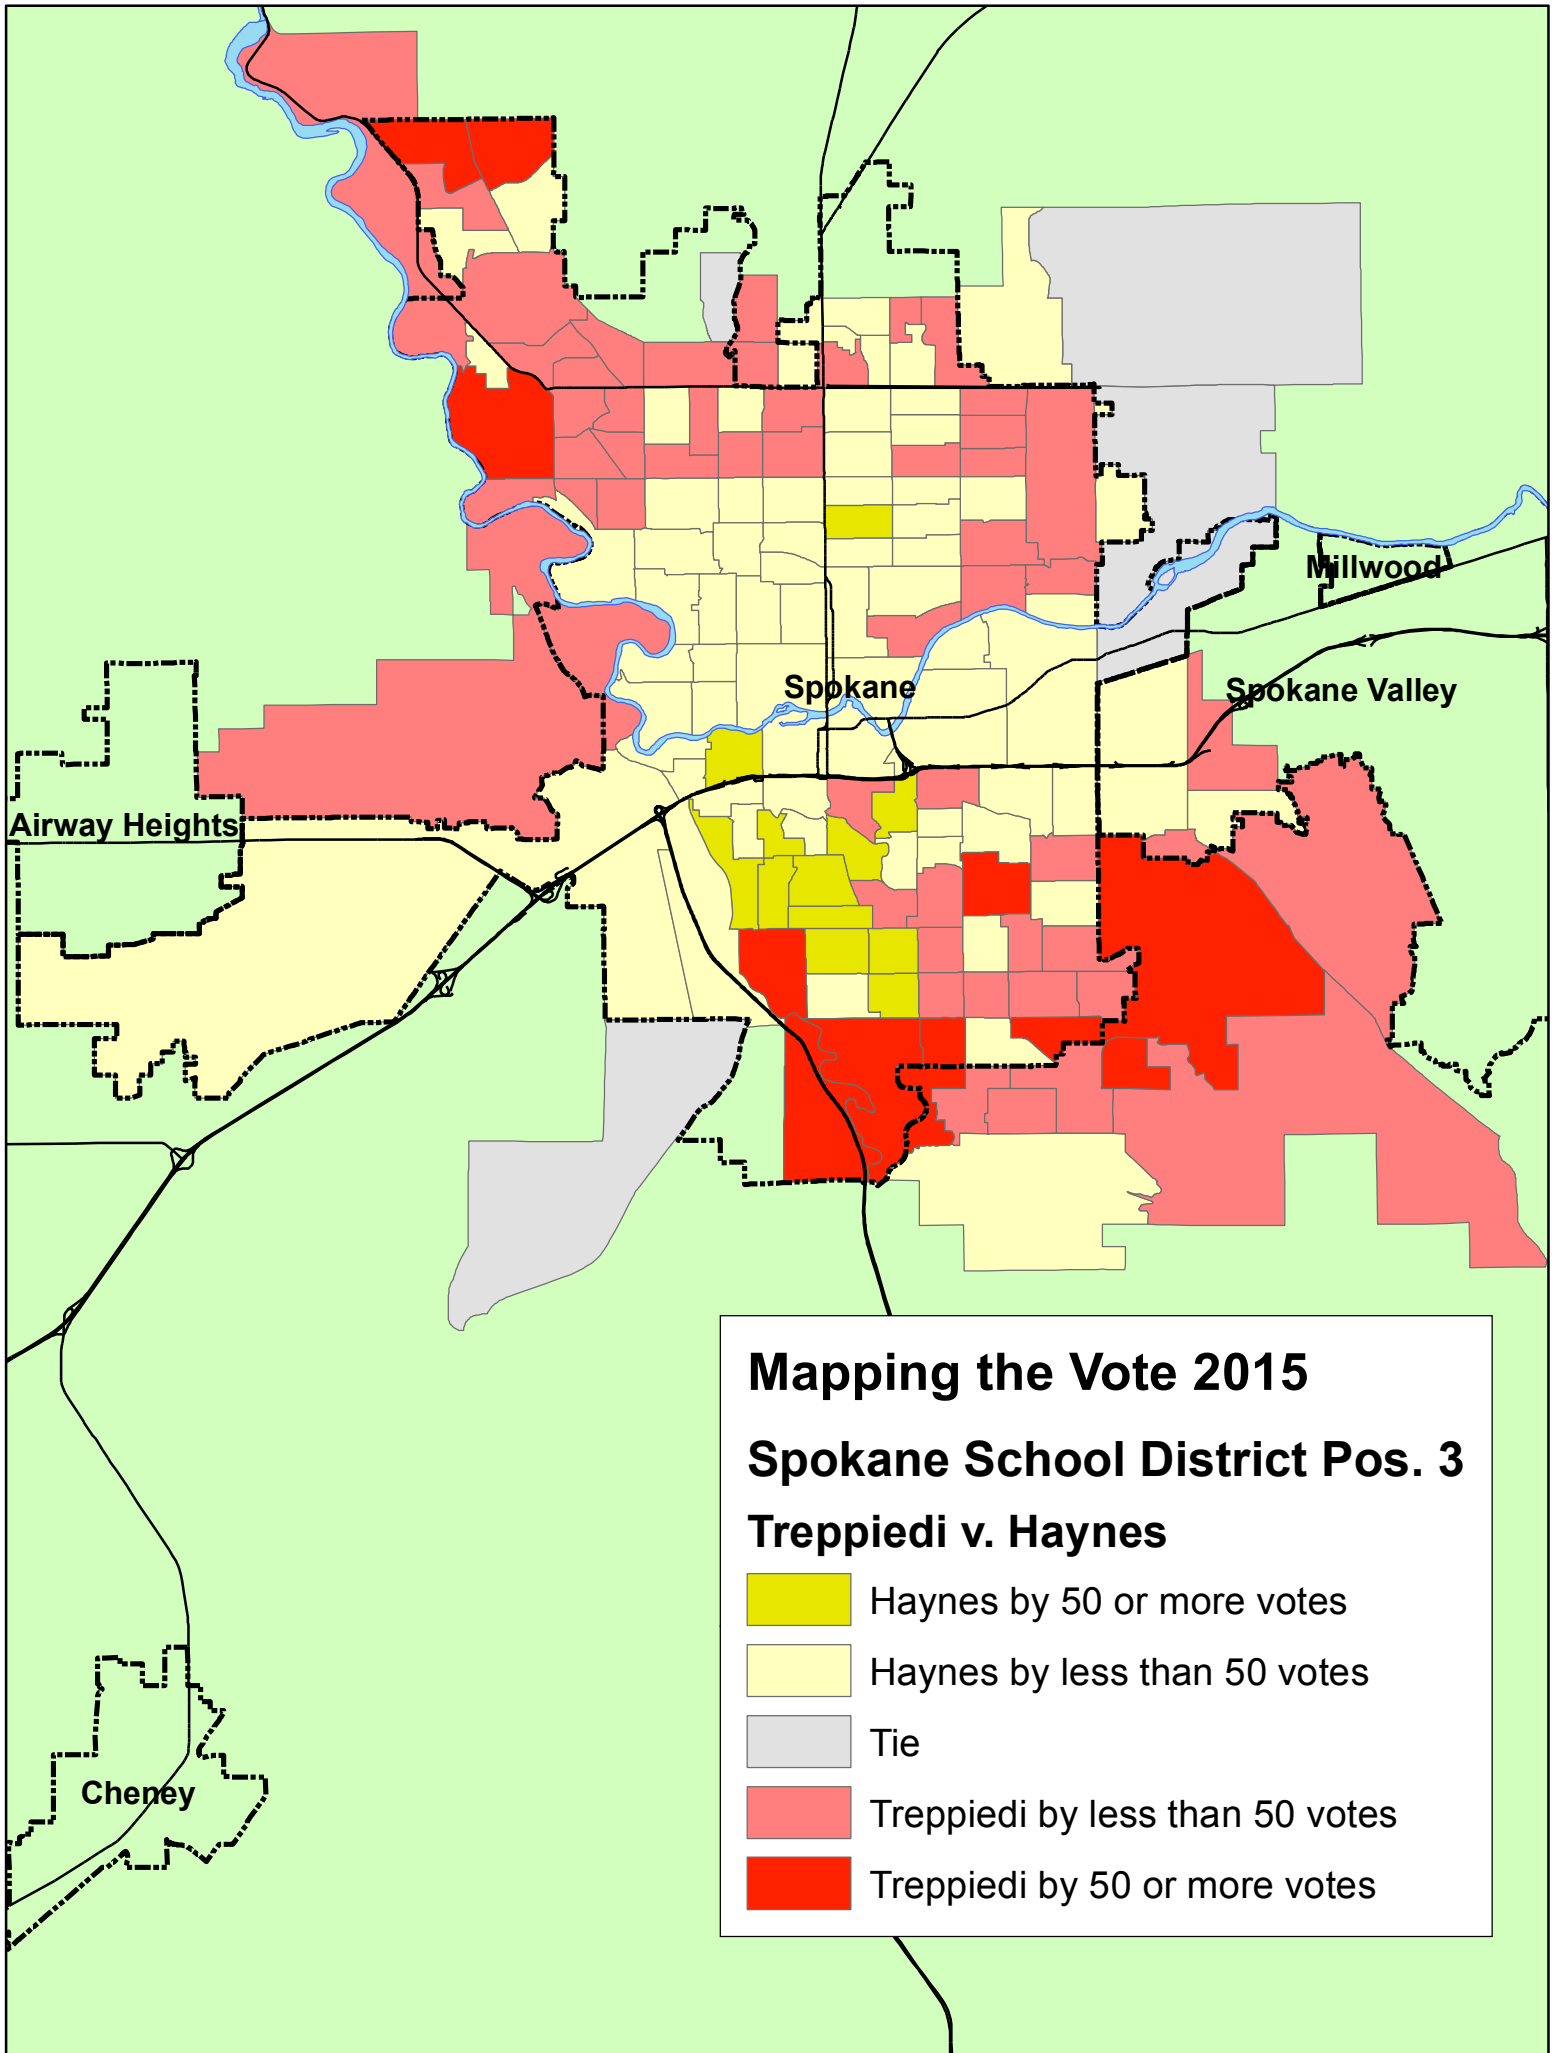 Millwood
Spokane
Spokane Valley
Airway Heights
Mapping the Vote 2015
Spokane School District Pos. 3
Treppiedi v. Haynes
Haynes by 50 or more votes
Haynes by less than 50 votes
Tie
Treppiedi by less than 50 votes
Treppiedi by 50 or more votes
Cheney